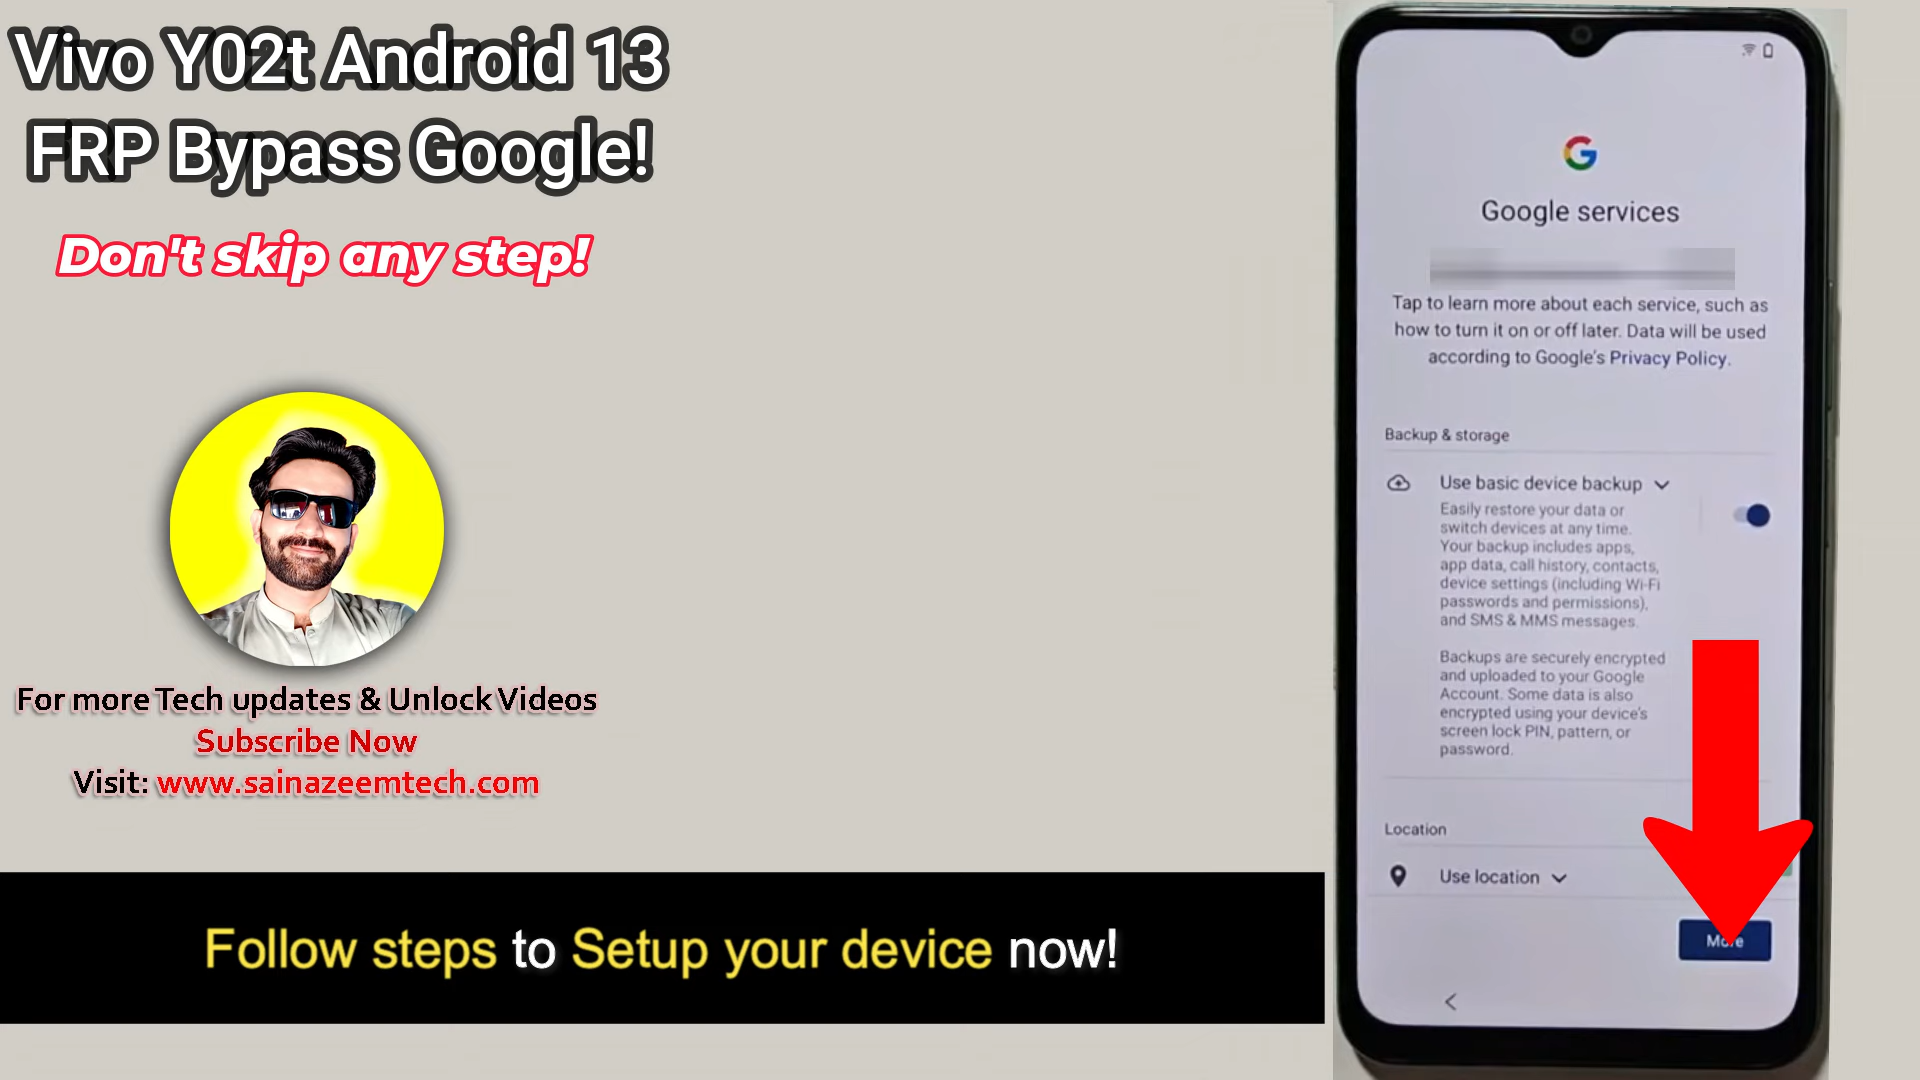 Vivo Y02t Android 13
FRP Bypass Google!
Don't skip any step!
For more Tech updates & Unlock Videos
Subscribe Now
Visit: www.sainazeemtech.com
Follow steps to Setup your device now!
Google services
Tap to learn more about each service, such as
how to turn it on or off later. Data will be used
according to Google's Privacy Policy.
Backup & storage
Use basic device backup
Easily restore your data or
switch devices at any time.
Your backup includes apps,
app data, call history, contacts,
device settings (including Wi-Fi
passwords and permissions),
and SMS & MMS messages.
Backups are securely encrypted
and uploaded to your Google
Account. Some data is also
encrypted using your device's
screen lock PIN, pattern, or
password.
Location
Use location
More